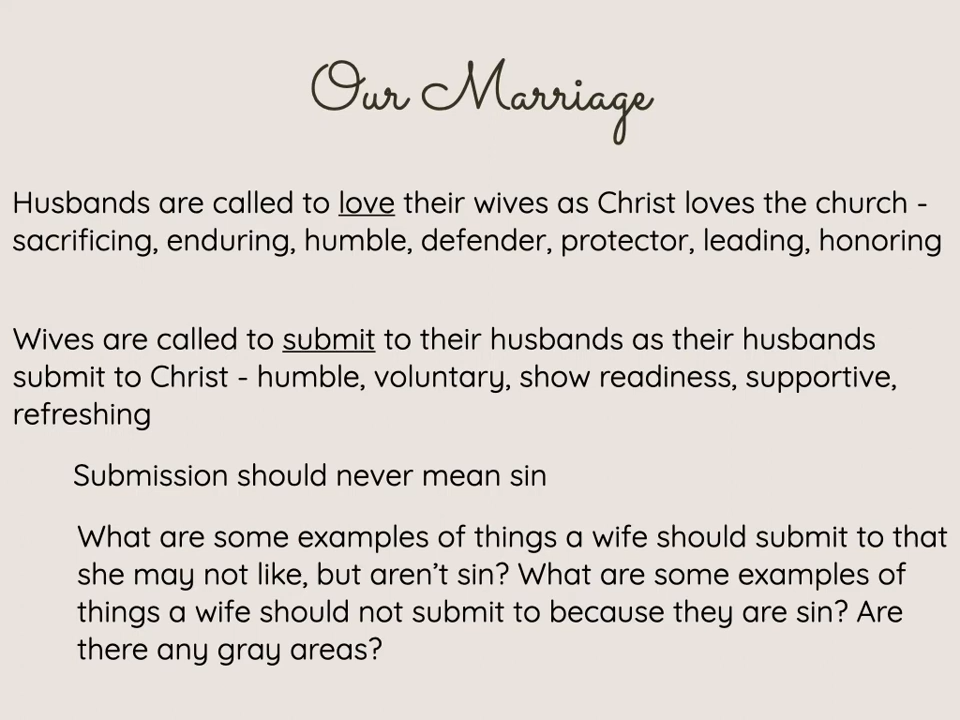 Our Marriage
Husbands are called to love their wives as Christ loves the church -
sacrificing, enduring, humble, defender, protector, leading, honoring
Wives are called to submit to their husbands as their husbands
submit to Christ - humble, voluntary, show readiness, supportive,
refreshing
Submission should never mean sin
What are some examples of things a wife should submit to that
she may not like, but aren’t sin? What are some examples of
things a wife should not submit to because they are sin? Are
there any gray areas?